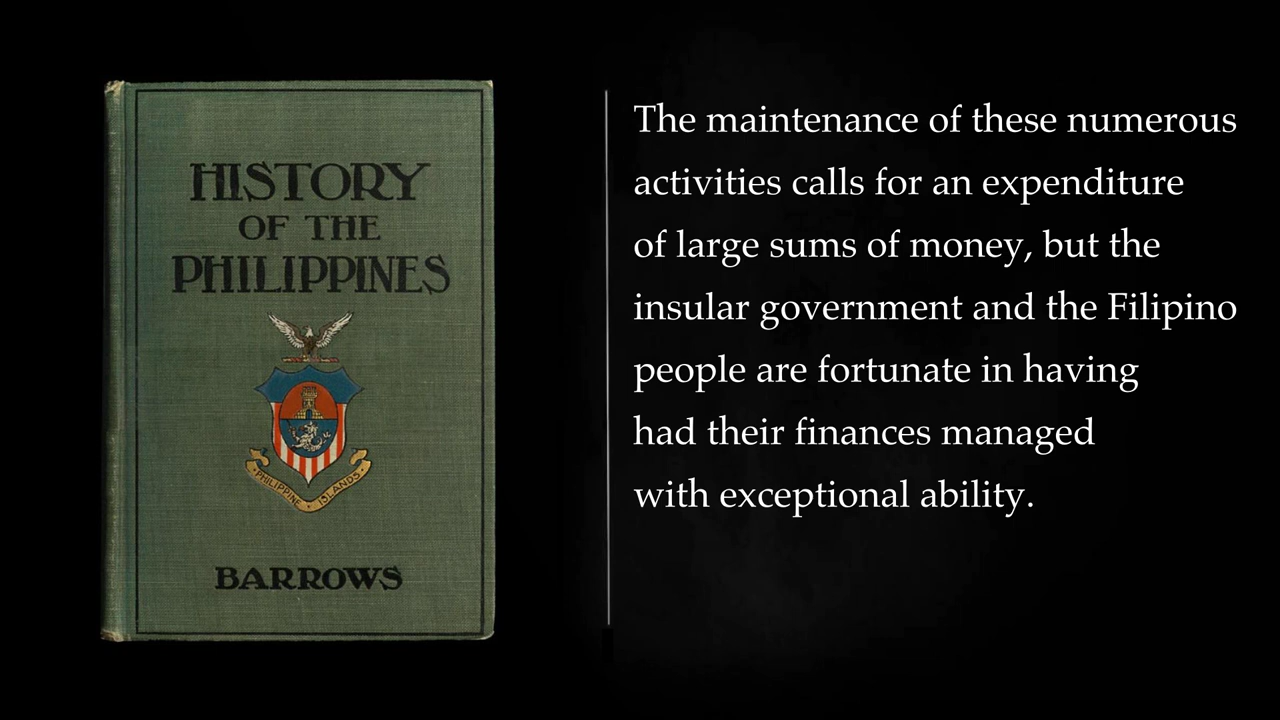 HISTORY
OF THE
PHILIPPINES
PHILIPPINE ISLANDS
BARROWS
The maintenance of these numerous
activities calls for an expenditure
of large sums of money, but the
insular government and the Filipino
people are fortunate in having
had their finances managed
with exceptional ability.